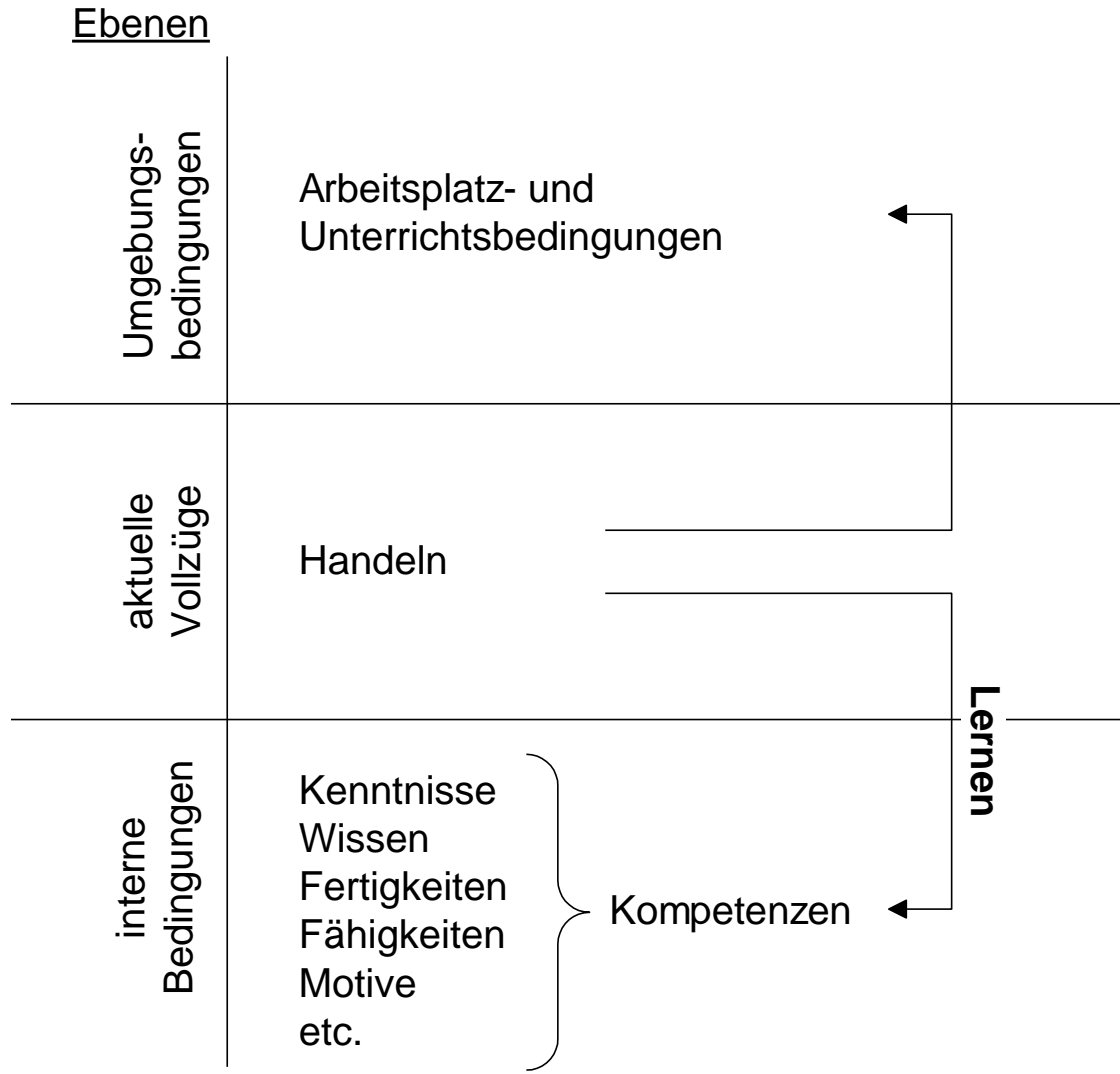 Ebenen
Umgebungs-
bedingungen
Arbeitsplatz- und
Unterrichtsbedingungen
aktuelle
Vollzüge
Handeln
Lernen
interne
Bedingungen
Kenntnisse
Wissen
Fertigkeiten
Fähigkeiten
Motive
etc.
Kompetenzen